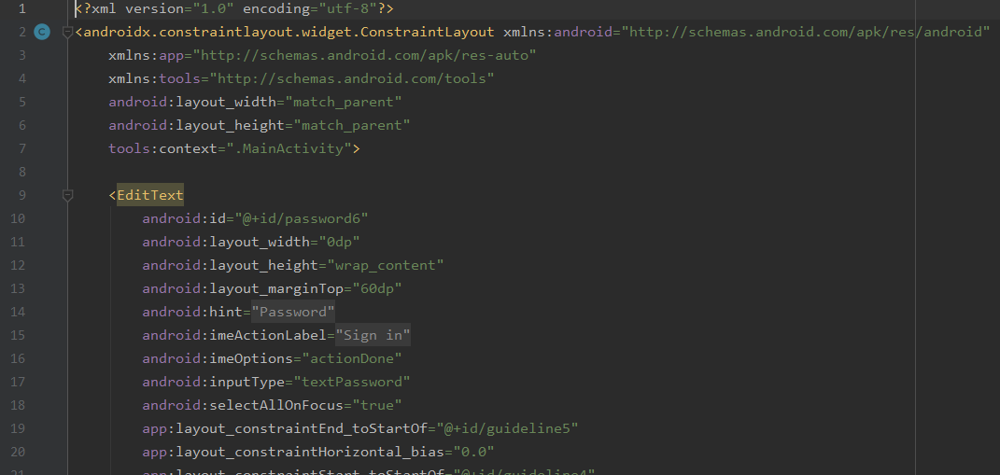 1 <?xml version="1.0" encoding="utf-8"?>
2 C <androidx.constraintlayout.widget.ConstraintLayout xmlns:android="http://schemas.android.com/apk/res/android"
3 xmlns:app="http://schemas.android.com/apk/res-auto"
4 xmlns:tools="http://schemas.android.com/tools"
5 android:layout_width="match_parent"
6 android:layout_height="match_parent"
7 tools:context=".MainActivity">
8
9 <EditText
10 android:id="@+id/password6"
11 android:layout_width="0dp"
12 android:layout_height="wrap_content"
13 android:layout_marginTop="60dp"
14 android:hint="Password"
15 android:imeActionLabel="Sign in"
16 android:imeOptions="actionDone"
17 android:inputType="textPassword"
18 android:selectAllOnFocus="true"
19 app:layout_constraintEnd_toStartOf="@+id/guideline5"
20 app:layout_constraintHorizontal_bias="0.0"
21 app:layout_constraintStart_toStartOf="@+id/guideline4"